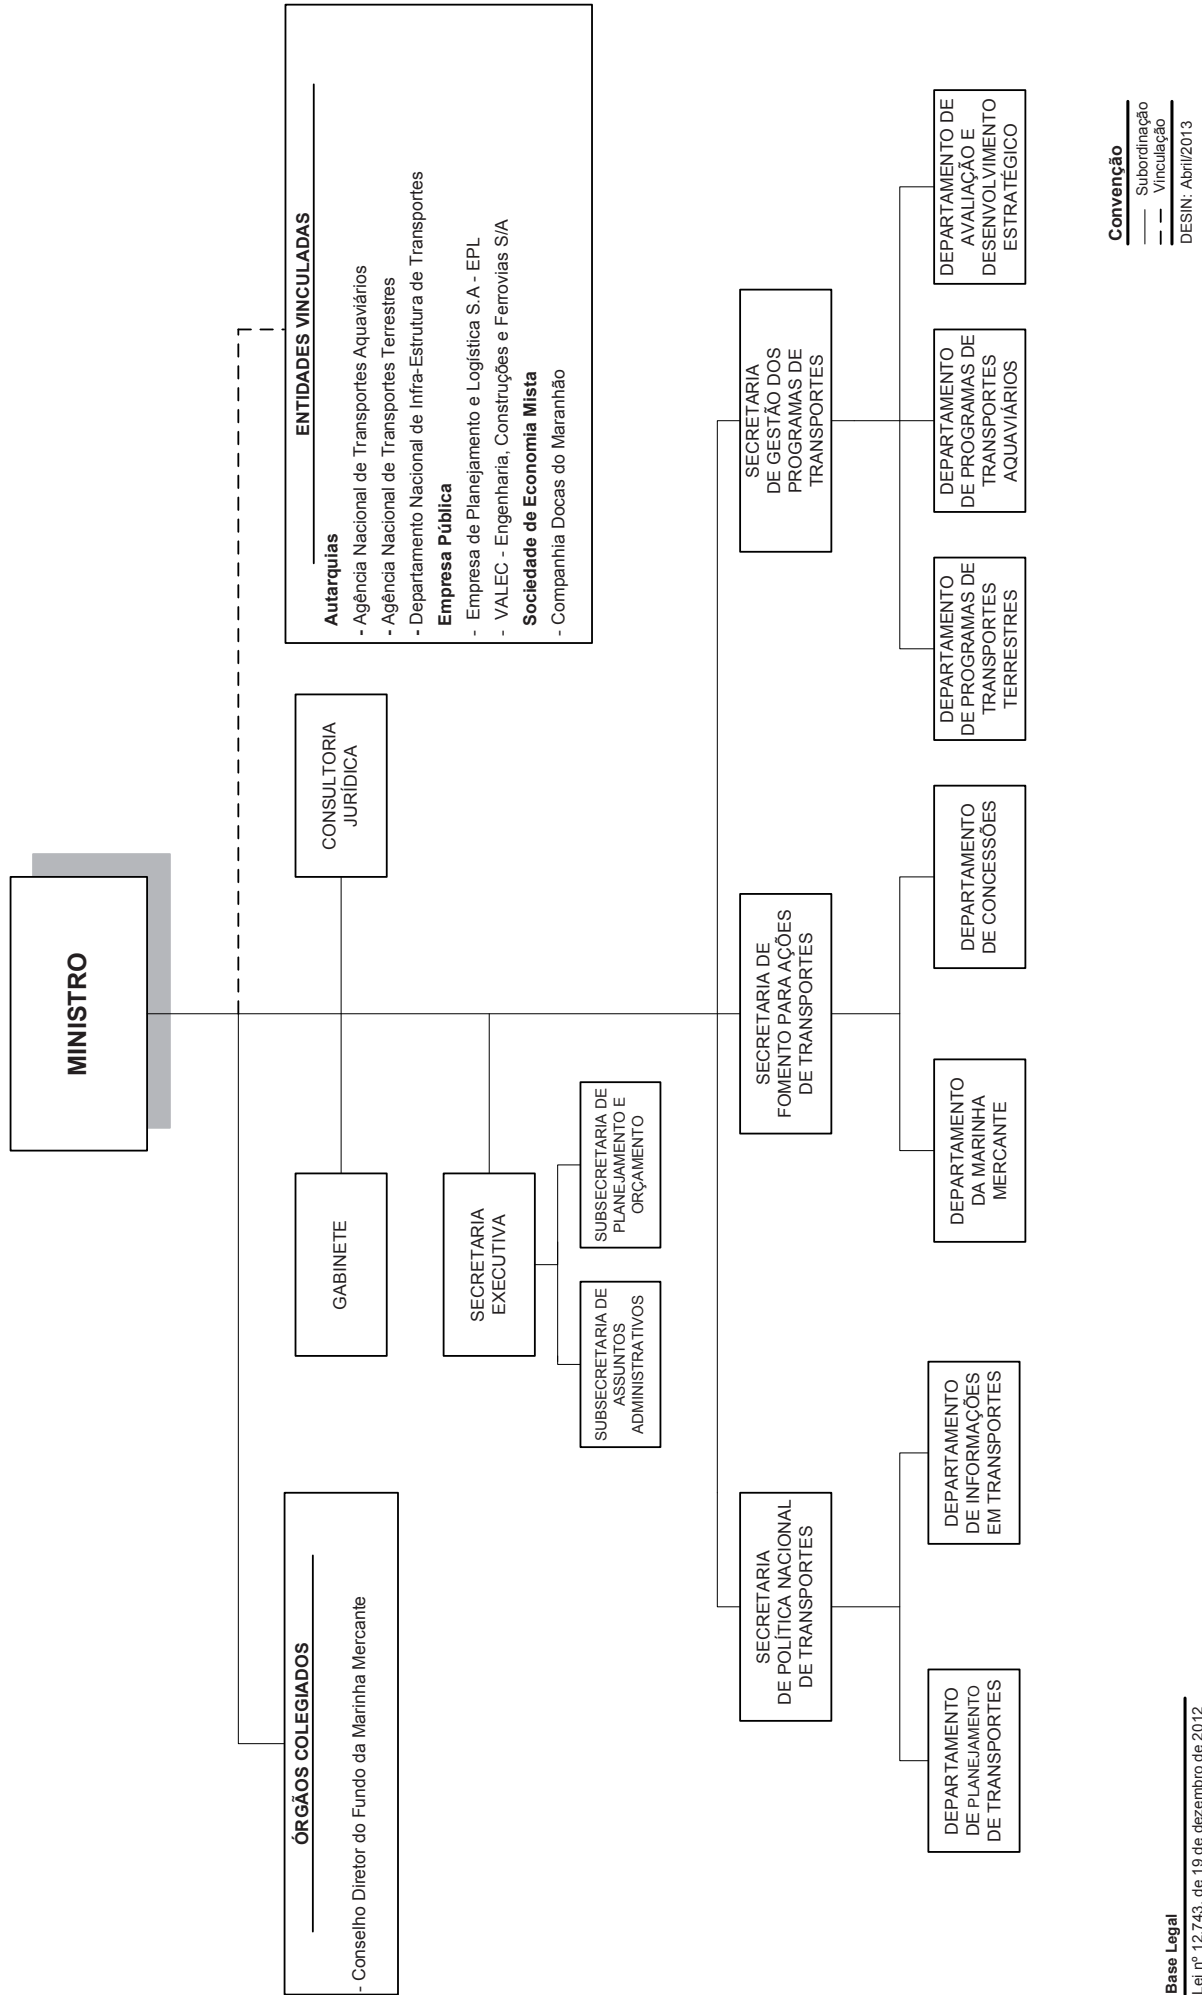 MINISTRO
ÓRGÃOS COLEGIADOS
- Conselho Diretor do Fundo da Marinha Mercante
ENTIDADES VINCULADAS
Autarquias
- Agência Nacional de Transportes Aquaviários
- Agência Nacional de Transportes Terrestres
- Departamento Nacional de Infra-Estrutura de Transportes
Empresa Pública
- Empresa de Planejamento e Logística S.A - EPL
- VALEC - Engenharia, Construções e Ferrovias S/A
Sociedade de Economia Mista
- Companhia Docas do Maranhão
GABINETE
CONSULTORIA
JURÍDICA
SECRETARIA
EXECUTIVA
SUBSECRETARIA DE
ASSUNTOS
ADMINISTRATIVOS
SUBSECRETARIA DE
PLANEJAMENTO E
ORÇAMENTO
SECRETARIA
DE POLÍTICA NACIONAL
DE TRANSPORTES
SECRETARIA DE
FOMENTO PARA AÇÕES
DE TRANSPORTES
SECRETARIA
DE GESTÃO DOS
PROGRAMAS DE
TRANSPORTES
DEPARTAMENTO
DE PLANEJAMENTO
DE TRANSPORTES
DEPARTAMENTO
DE INFORMAÇÕES
EM TRANSPORTES
DEPARTAMENTO
DA MARINHA
MERCANTE
DEPARTAMENTO
DE CONCESSÕES
DEPARTAMENTO
DE PROGRAMAS DE
TRANSPORTES
TERRESTRES
DEPARTAMENTO
DE PROGRAMAS DE
TRANSPORTES
AQUAVIÁRIOS
DEPARTAMENTO DE
AVALIAÇÃO E
DESENVOLVIMENTO
ESTRATÉGICO
Base Legal
Lei nº 12.743, de 19 de dezembro de 2012
Convenção
Subordinação
Vinculação
DESIN: Abril/2013